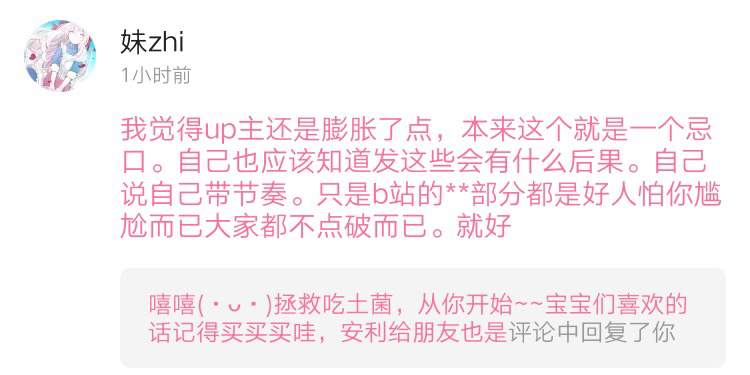 妹zhi
1小时前
我觉得up主还是膨胀了点，本来这个就是一个忌
口。自己也应该知道发这些会有什么后果。自己
说自己带节奏。只是b站的**部分都是好人怕你尴
尬而已大家都不点破而已。就好
嘻嘻(·ᴗ·)拯救吃土菌，从你开始~~宝宝们喜欢的
话记得买买买哇，安利给朋友也是评论中回复了你